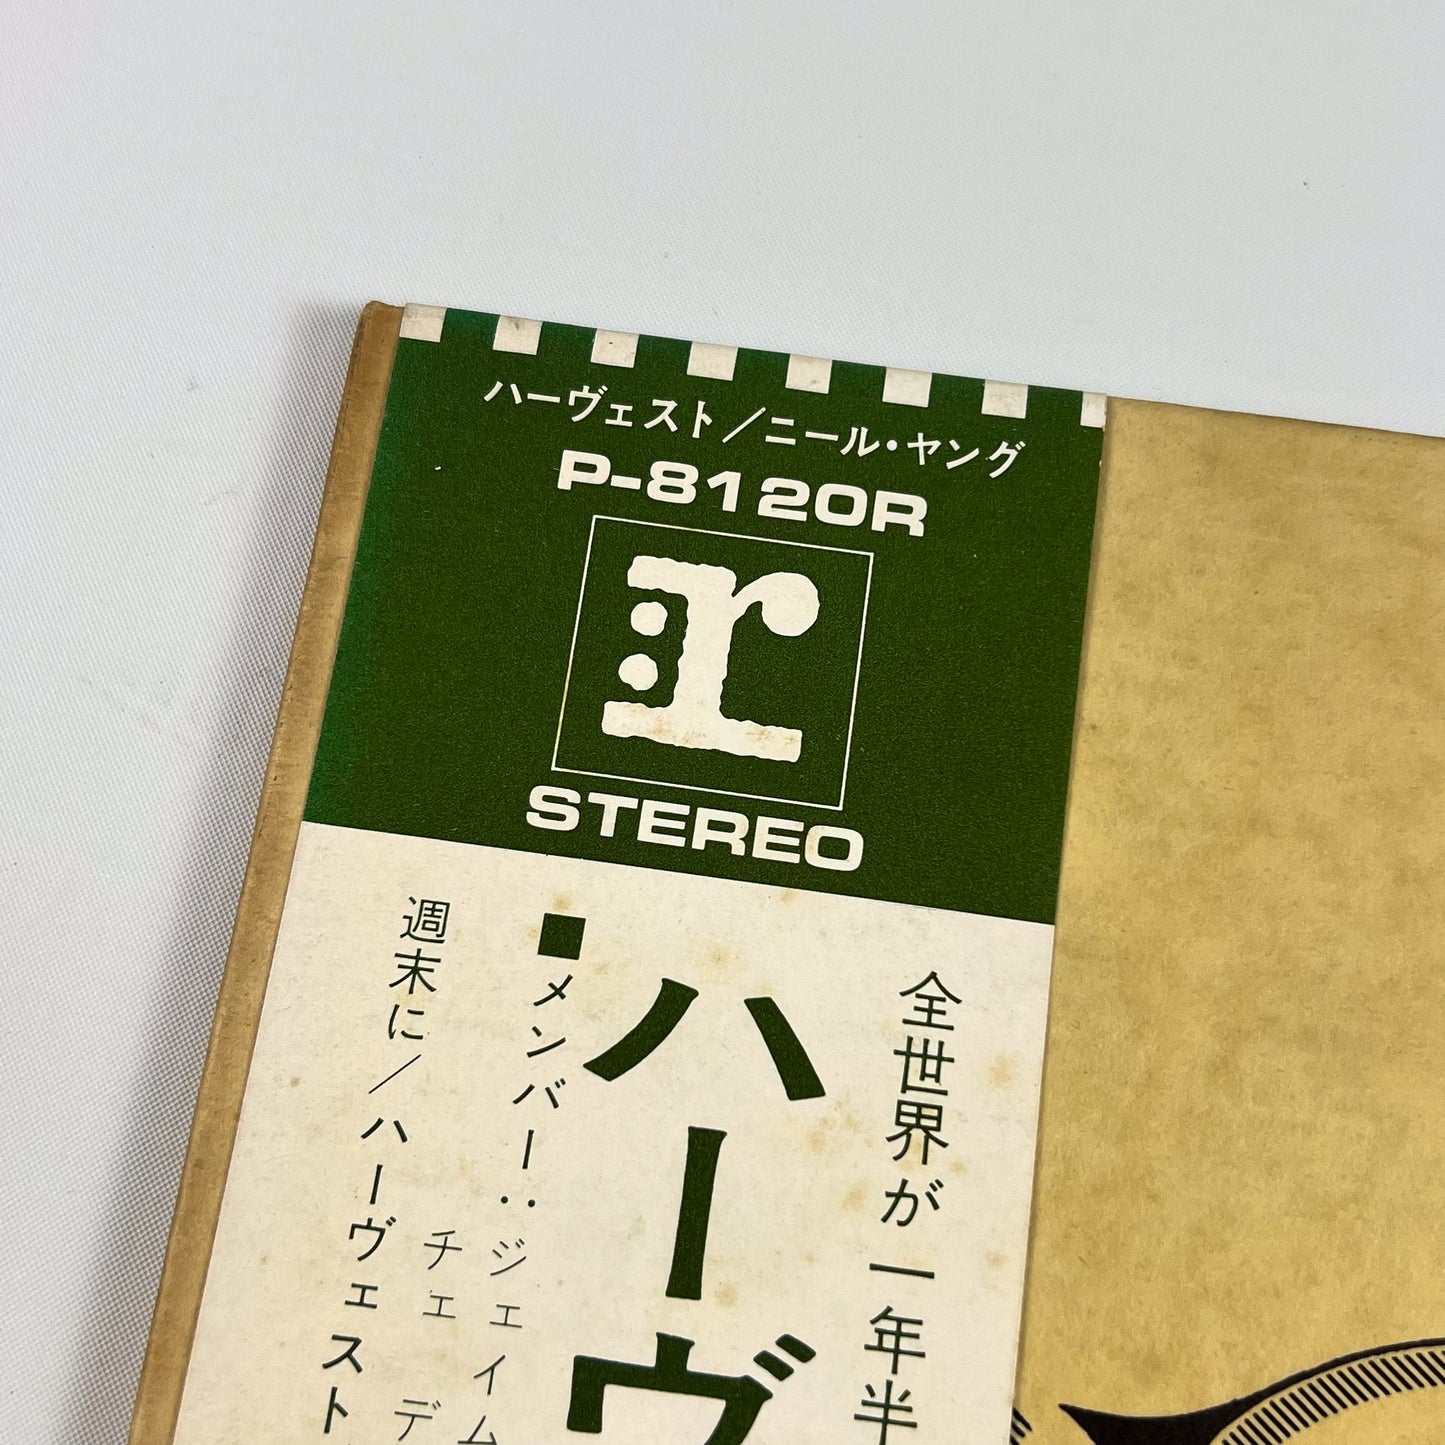 ハーヴェスト／ニール・ヤング
P-8120R
r
STEREO
全世界が一年半
ハーヴ
■メンバー：ジェイム
チェ デ
週末に／ハーヴェスト